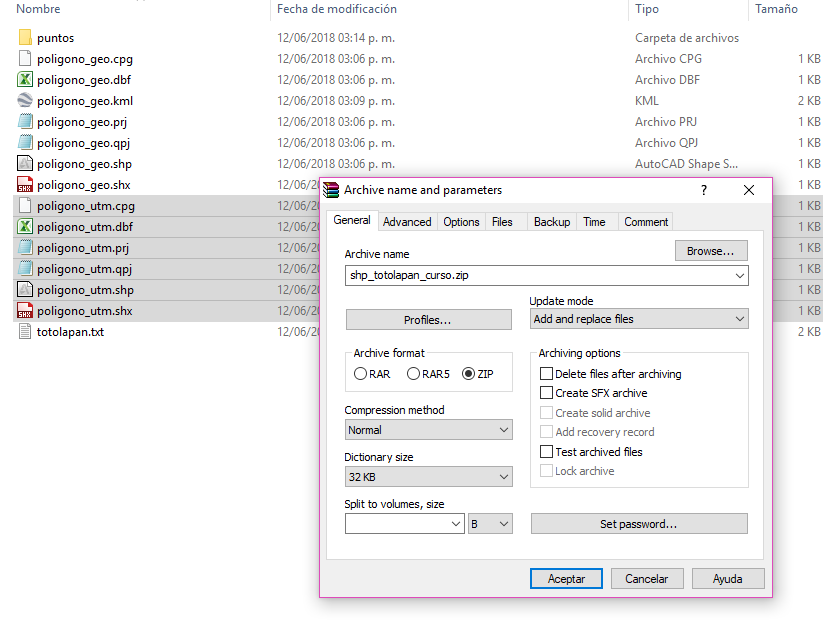 Nombre Fecha de modificación Tipo Tamaño
puntos 12/06/2018 03:14 p. m. Carpeta de archivos
poligono_geo.cpg 12/06/2018 03:06 p. m. Archivo CPG 1 KB
poligono_geo.dbf 12/06/2018 03:06 p. m. Archivo DBF 1 KB
poligono_geo.kml 12/06/2018 03:09 p. m. KML 2 KB
poligono_geo.prj 12/06/2018 03:06 p. m. Archivo PRJ 1 KB
poligono_geo.qpj 12/06/2018 03:06 p. m. Archivo QPJ 1 KB
poligono_geo.shp 12/06/2018 03:06 p. m. AutoCAD Shape S... 1 KB
poligono_geo.shx 12/06/20 1 KB
poligono_utm.cpg 12/06/20 1 KB
poligono_utm.dbf 12/06/20 1 KB
poligono_utm.prj 12/06/20 1 KB
poligono_utm.qpj 12/06/20 1 KB
poligono_utm.shp 12/06/20 1 KB
poligono_utm.shx 12/06/20 1 KB
totolapan.txt 12/06/20 2 KB
Archive name and parameters ?
General Advanced Options Files Backup Time Comment
Archive name Browse...
shp_totolapan_curso.zip
Update mode
Profiles... Add and replace files
Archive format Archiving options
RAR RAR5 ZIP Delete files after archiving
Create SFX archive
Compression method Create solid archive
Normal Add recovery record
Dictionary size Test archived files
32 KB Lock archive
Split to volumes, size
B Set password...
Aceptar Cancelar Ayuda